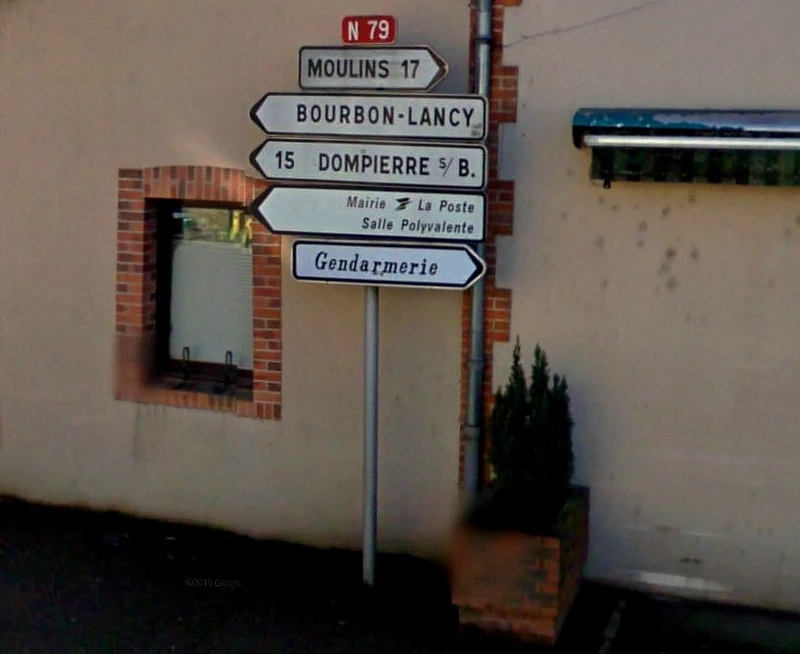 N 79
MOULINS 17
BOURBON-LANCY
15 DOMPIERRE s/ B.
Mairie La Poste
Salle Polyvalente
Gendarmerie
©2015 Google